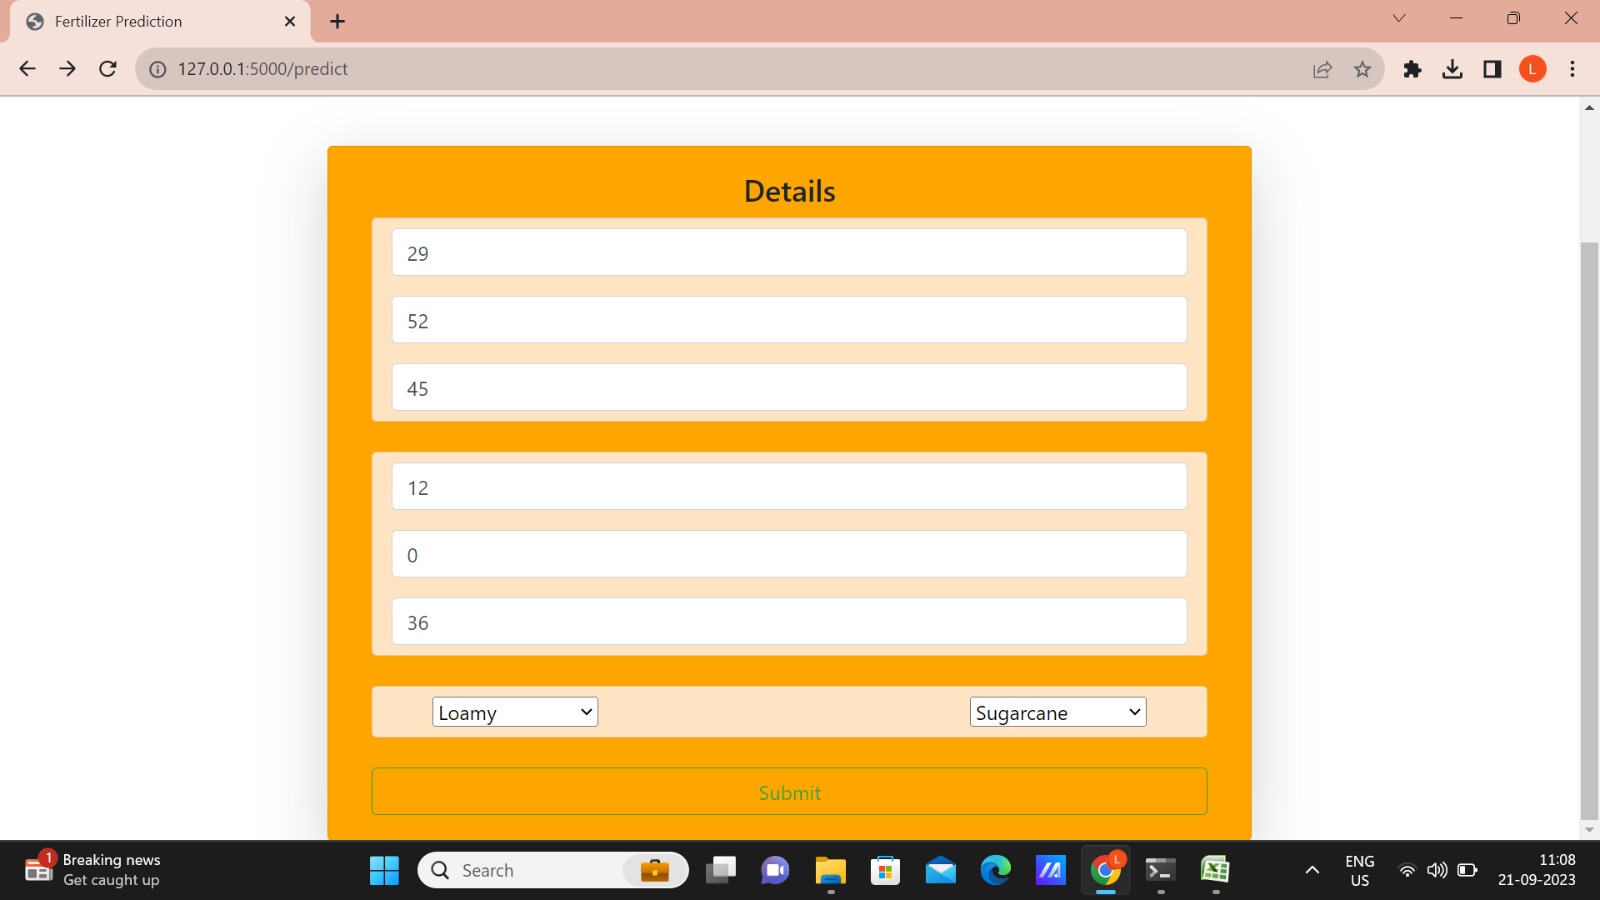 Fertilizer Prediction
127.0.0.1:5000/predict
L
Details
29
52
45
12
0
36
Loamy
Sugarcane
Submit
1
Breaking news
Get caught up
Search
L
ENG
US
11:08
21-09-2023